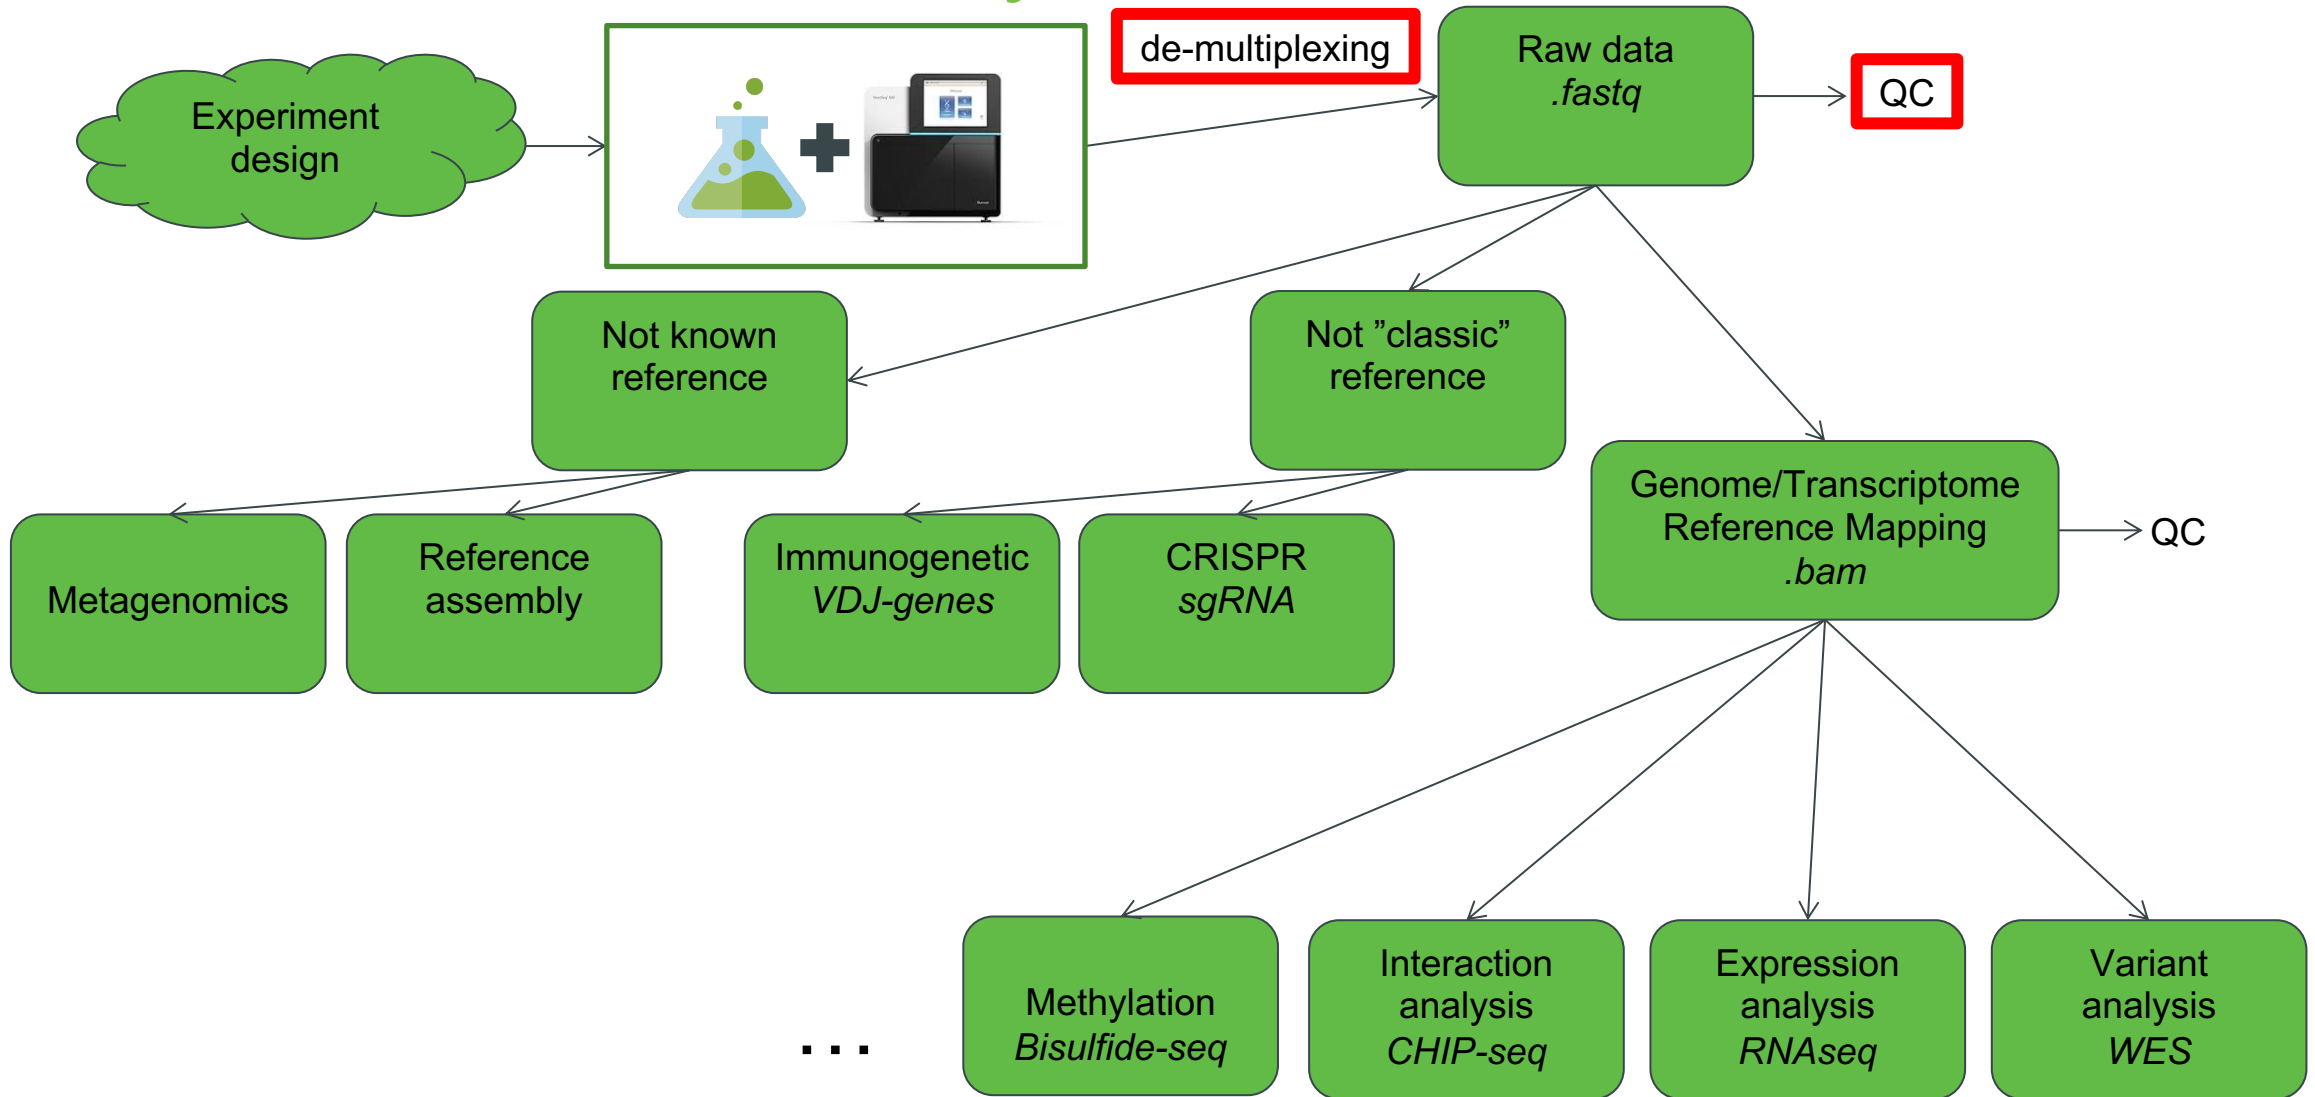 de-multiplexing
Raw data
.fastq
QC
Experiment
design
Not known
reference
Not ”classic”
reference
Genome/Transcriptome
Reference Mapping
.bam
QC
Metagenomics
Reference
assembly
Immunogenetic
VDJ-genes
CRISPR
sgRNA
...
Methylation
Bisulfide-seq
Interaction
analysis
CHIP-seq
Expression
analysis
RNAseq
Variant
analysis
WES